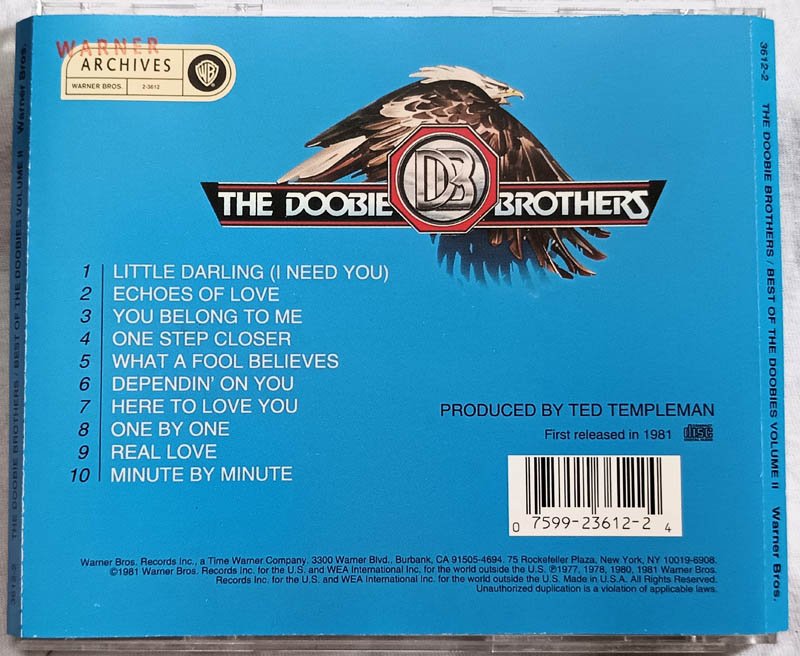 WARNER
ARCHIVES
WARNER BROS.
2-3612
WB
DB
THE DOOBIE BROTHERS
1 LITTLE DARLING (I NEED YOU)
2 ECHOES OF LOVE
3 YOU BELONG TO ME
4 ONE STEP CLOSER
5 WHAT A FOOL BELIEVES
6 DEPENDIN' ON YOU
7 HERE TO LOVE YOU
8 ONE BY ONE
9 REAL LOVE
10 MINUTE BY MINUTE
PRODUCED BY TED TEMPLEMAN
First released in 1981
disc
0 7599-23612-2 4
Warner Bros. Records Inc., a Time Warner Company. 3300 Warner Blvd., Burbank, CA 91505-4694. 75 Rockefeller Plaza, New York, NY 10019-6908.
©1981 Warner Bros. Records Inc. for the U.S. and WEA International Inc. for the world outside the U.S. ℗1977, 1978, 1980, 1981 Warner Bros.
Records Inc. for the U.S. and WEA International Inc. for the world outside the U.S. Made in U.S.A. All Rights Reserved.
Unauthorized duplication is a violation of applicable laws.
3612-2 THE DOOBIE BROTHERS / BEST OF THE DOOBIES VOLUME II Warner Bros.
3612-2 THE DOOBIE BROTHERS / BEST OF THE DOOBIES VOLUME II Warner Bros.